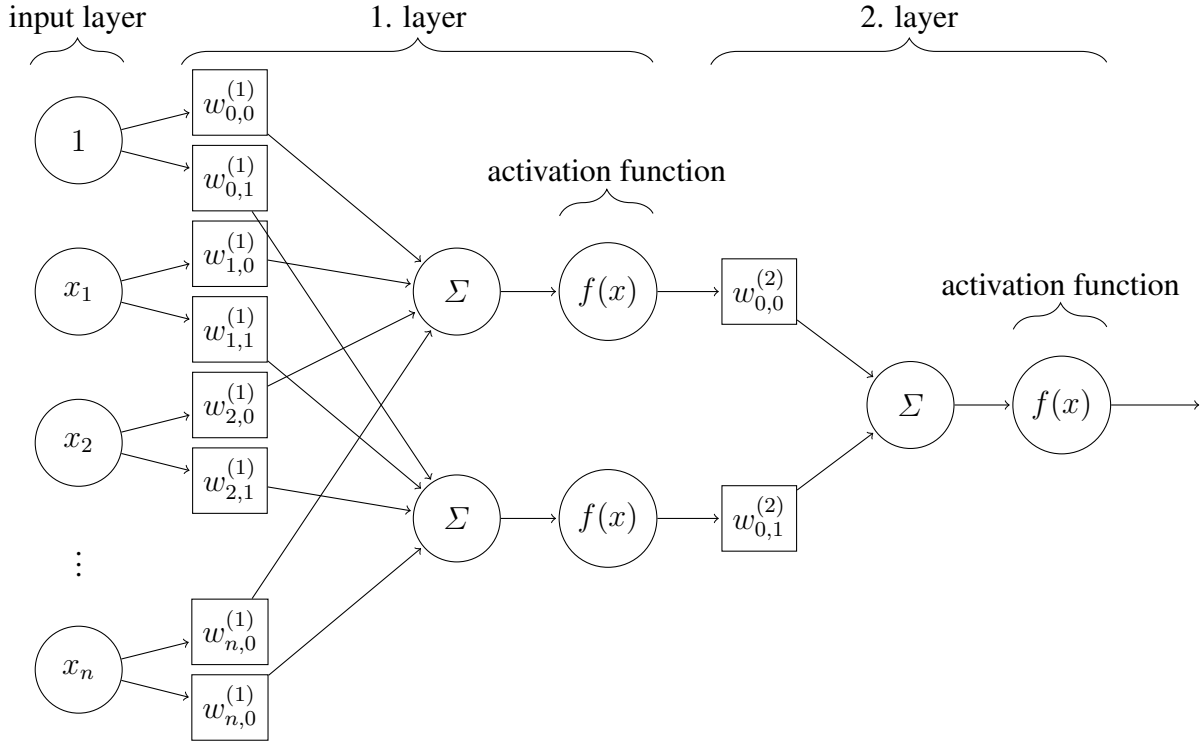 input layer
1. layer
2. layer
1
w_{0,0}^{(1)}
w_{0,1}^{(1)}
activation function
x_1
w_{1,0}^{(1)}
w_{1,1}^{(1)}
Σ
f(x)
w_{0,0}^{(2)}
activation function
x_2
w_{2,0}^{(1)}
w_{2,1}^{(1)}
Σ
f(x)
Σ
f(x)
w_{0,1}^{(2)}
⋮
x_n
w_{n,0}^{(1)}
w_{n,0}^{(1)}